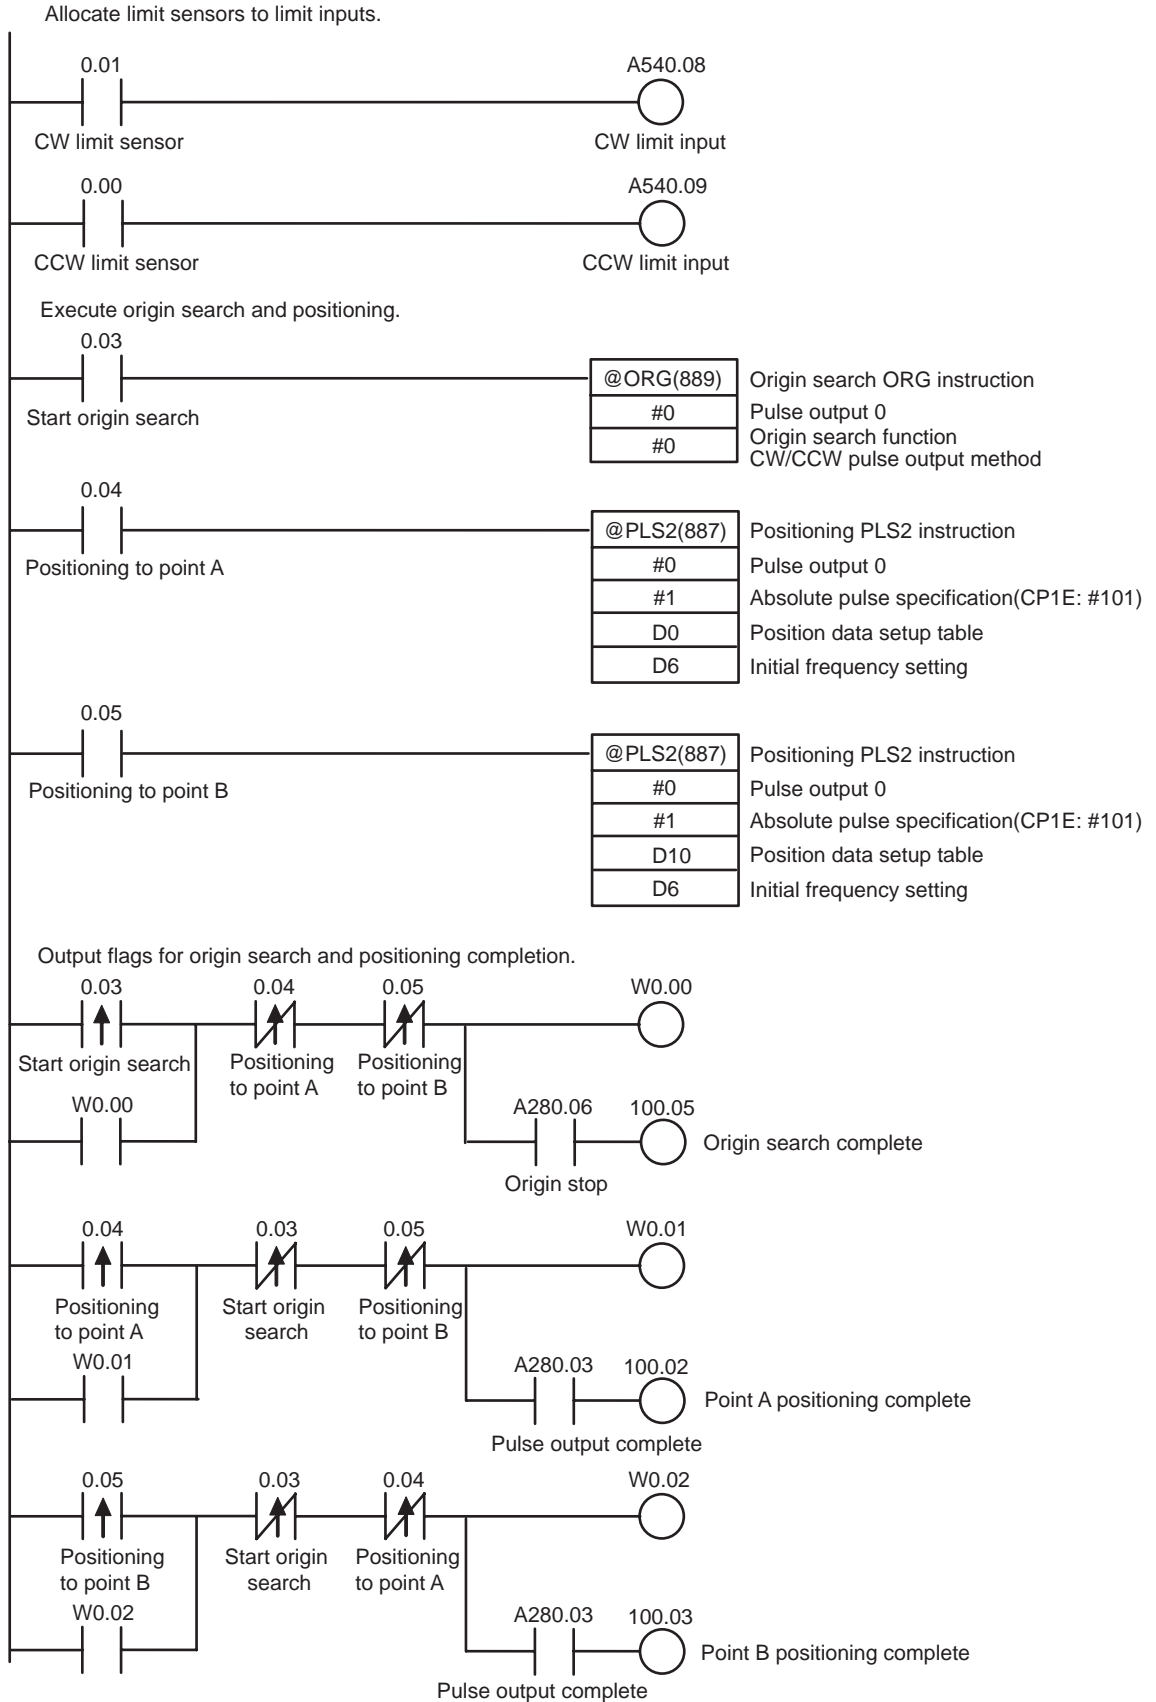 Allocate limit sensors to limit inputs.
0.01 A540.08
CW limit sensor CW limit input
0.00 A540.09
CCW limit sensor CCW limit input
Execute origin search and positioning.
0.03
@ORG(889) Origin search ORG instruction
Start origin search #0 Pulse output 0
#0 Origin search function
CW/CCW pulse output method
0.04
@PLS2(887) Positioning PLS2 instruction
Positioning to point A #0 Pulse output 0
#1 Absolute pulse specification(CP1E: #101)
D0 Position data setup table
D6 Initial frequency setting
0.05
@PLS2(887) Positioning PLS2 instruction
Positioning to point B #0 Pulse output 0
#1 Absolute pulse specification(CP1E: #101)
D10 Position data setup table
D6 Initial frequency setting
Output flags for origin search and positioning completion.
0.03 0.04 0.05 W0.00
Start origin search Positioning Positioning
to point A to point B
W0.00 A280.06 100.05
Origin search complete
Origin stop
0.04 0.03 0.05 W0.01
Positioning Start origin Positioning
to point A search to point B
W0.01 A280.03 100.02
Point A positioning complete
Pulse output complete
0.05 0.03 0.04 W0.02
Positioning Start origin Positioning
to point B search to point A
W0.02 A280.03 100.03
Point B positioning complete
Pulse output complete